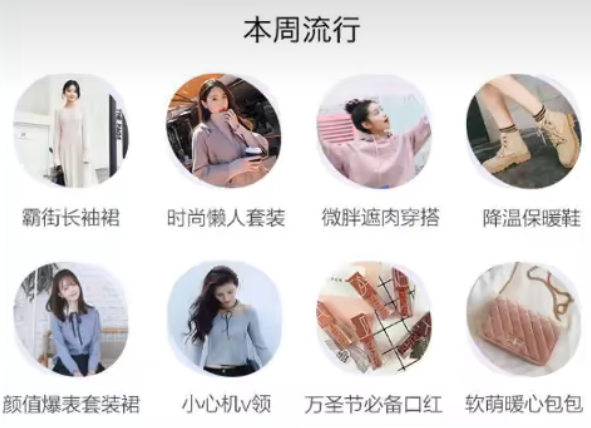 本周流行
霸街长袖裙
时尚懒人套装
微胖遮肉穿搭
降温保暖鞋
颜值爆表套装裙
小心机v领
万圣节必备口红
软萌暖心包包